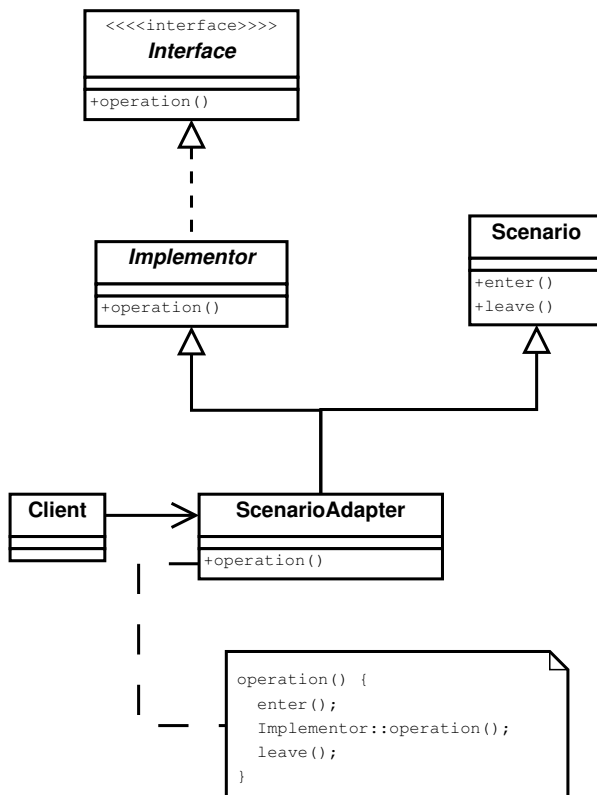 <<<<interface>>>>
Interface
+operation()
Implementor
+operation()
Scenario
+enter()
+leave()
Client
ScenarioAdapter
+operation()
operation() {
enter();
Implementor::operation();
leave();
}